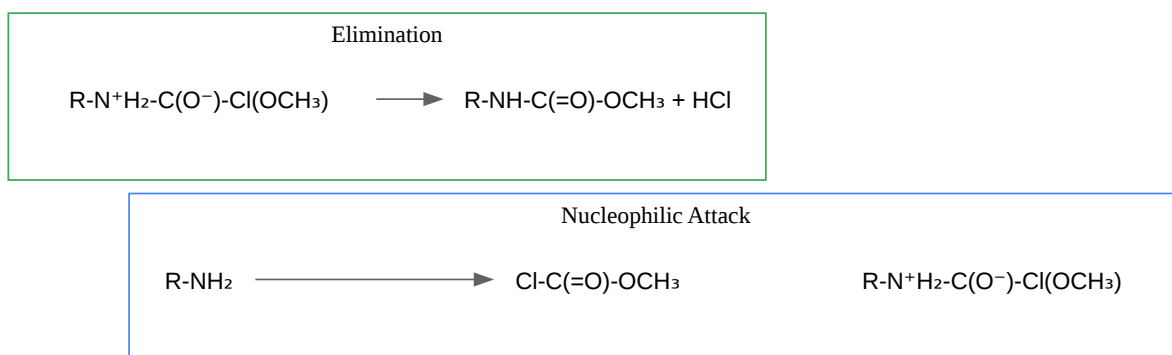 Elimination
R-N⁺H₂-C(O⁻)-Cl(OCH₃) R-NH-C(=O)-OCH₃ + HCl
Nucleophilic Attack
R-NH₂ Cl-C(=O)-OCH₃ R-N⁺H₂-C(O⁻)-Cl(OCH₃)